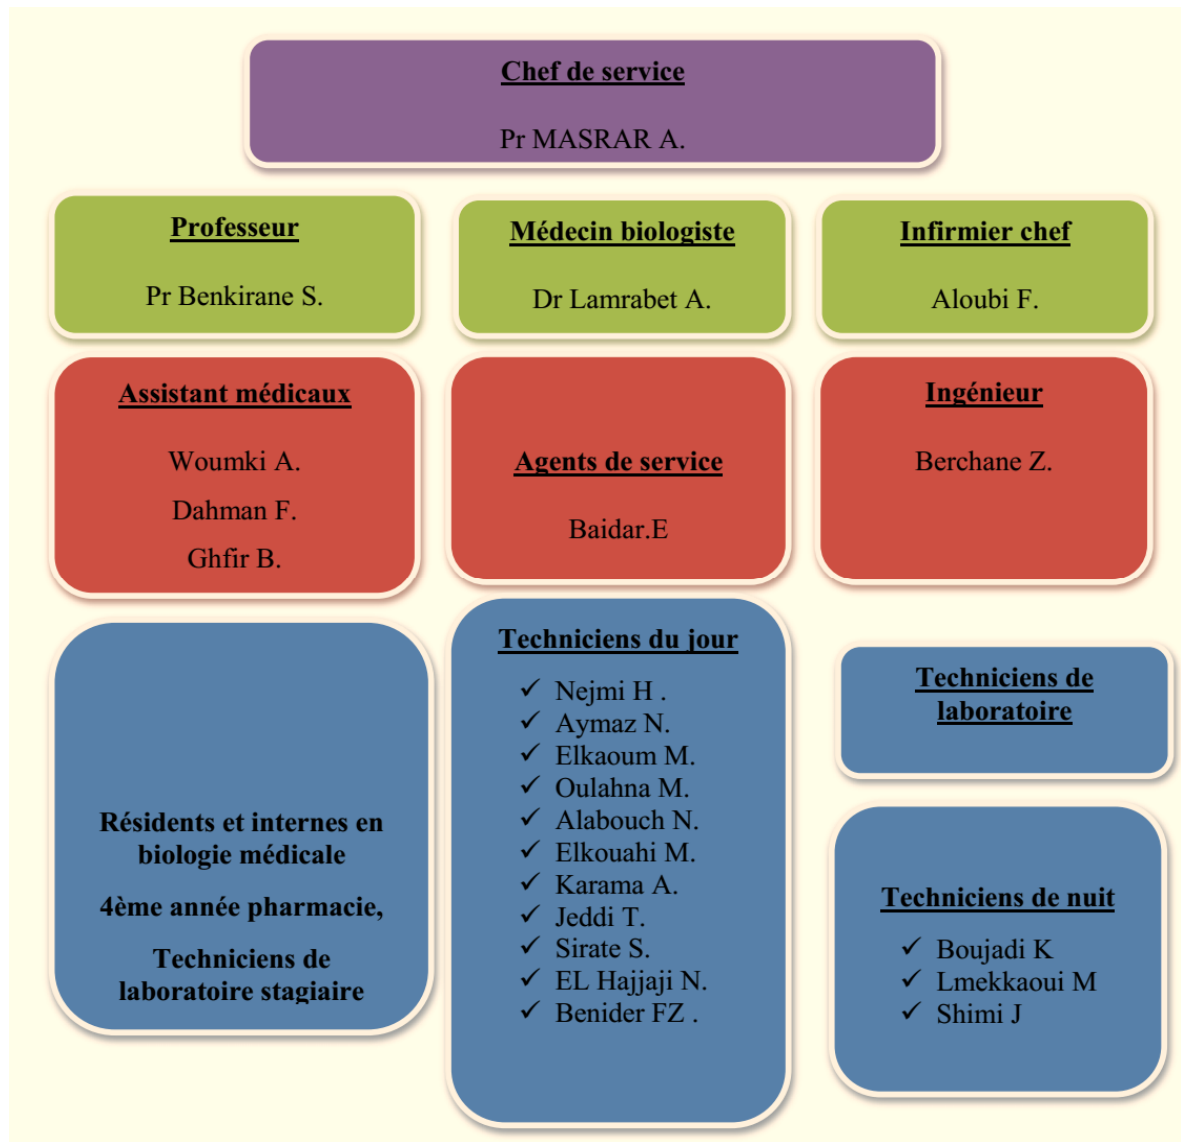 Chef de service
Pr MASRAR A.
Professeur
Pr Benkirane S.
Médecin biologiste
Dr Lamrabet A.
Infirmier chef
Aloubi F.
Assistant médicaux
Woumki A.
Dahman F.
Ghfir B.
Agents de service
Baidar.E
Ingénieur
Berchane Z.
Résidents et internes en
biologie médicale
4ème année pharmacie,
Techniciens de
laboratoire stagiaire
Techniciens du jour
✓ Nejmi H .
✓ Aymaz N.
✓ Elkaoum M.
✓ Oulahna M.
✓ Alabouch N.
✓ Elkouahi M.
✓ Karama A.
✓ Jeddi T.
✓ Sirate S.
✓ EL Hajjaji N.
✓ Benider FZ .
Techniciens de
laboratoire
Techniciens de nuit
✓ Boujadi K
✓ Lmekkaoui M
✓ Shimi J